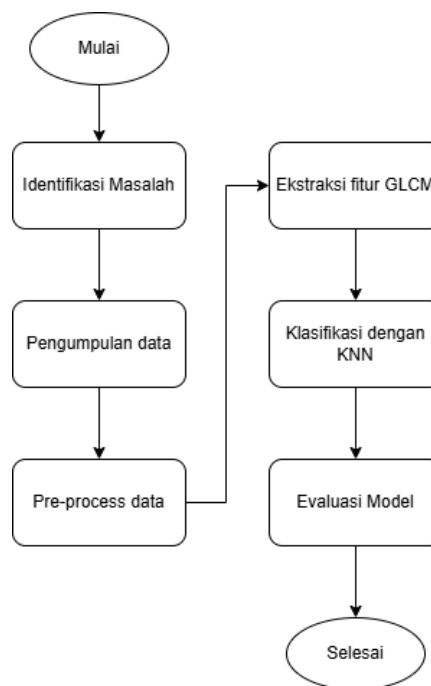 Mulai
Identifikasi Masalah
Pengumpulan data
Pre-process data
Ekstraksi fitur GLCM
Klasifikasi dengan
KNN
Evaluasi Model
Selesai